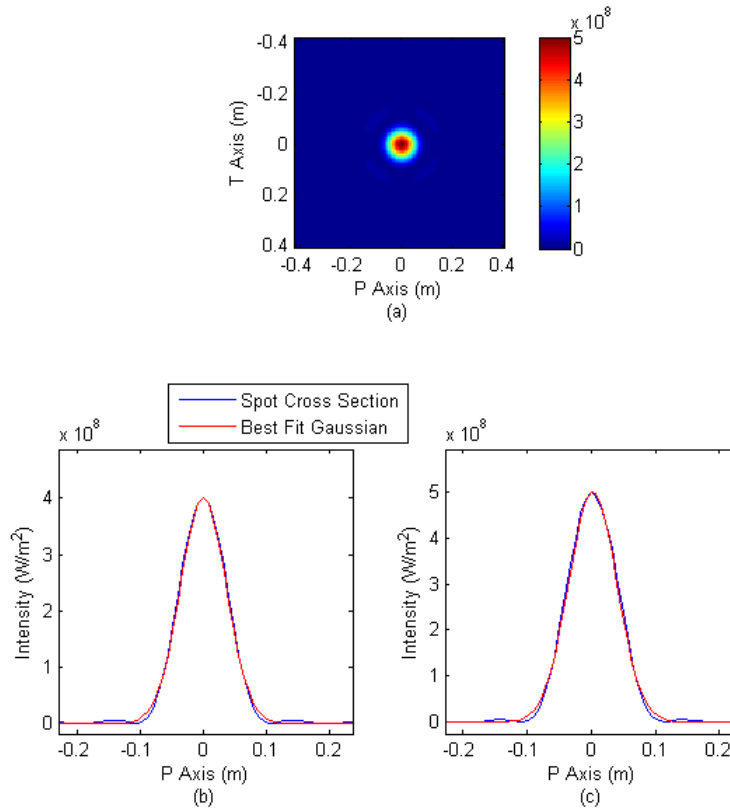 x 10^8
-0.4
-0.2
0
0.2
0.4
T Axis (m)
-0.4 -0.2 0 0.2 0.4
P Axis (m)
(a)
5
4
3
2
1
0
Spot Cross Section
Best Fit Gaussian
x 10^8
4
3
2
1
0
Intensity (W/m²)
-0.2 -0.1 0 0.1 0.2
P Axis (m)
(b)
x 10^8
5
4
3
2
1
0
Intensity (W/m²)
-0.2 -0.1 0 0.1 0.2
P Axis (m)
(c)